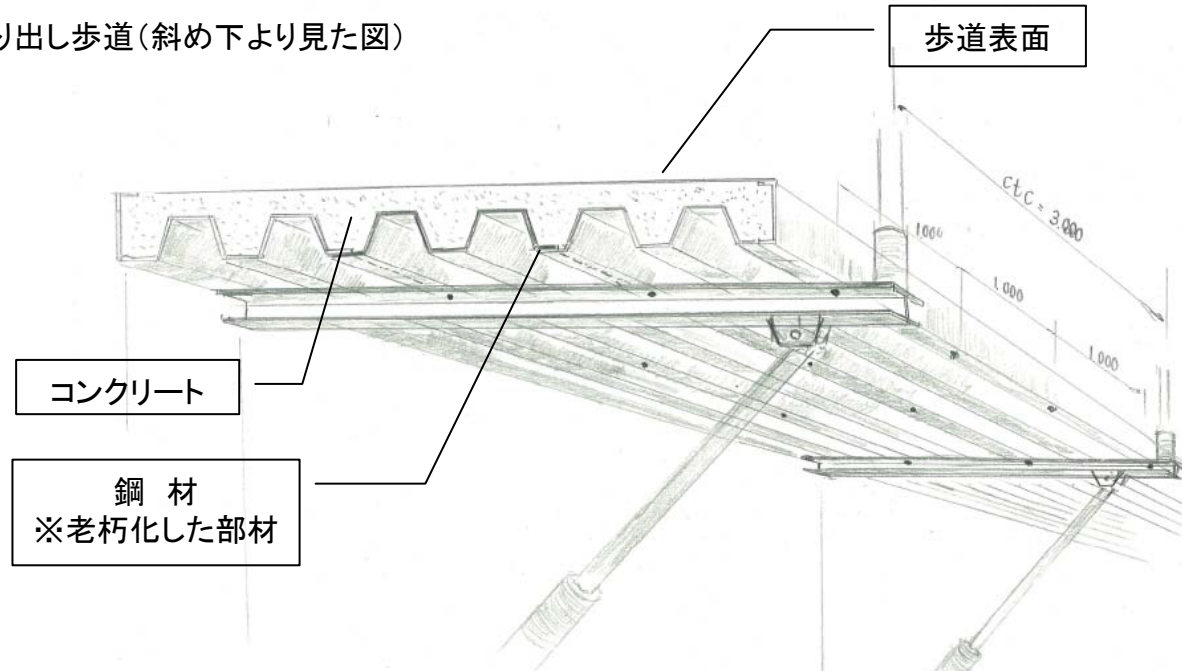 り出し歩道（斜め下より見た図）
歩道表面
ctc = 3.000
1.000
1.000
1.000
コンクリート
鋼 材
※老朽化した部材